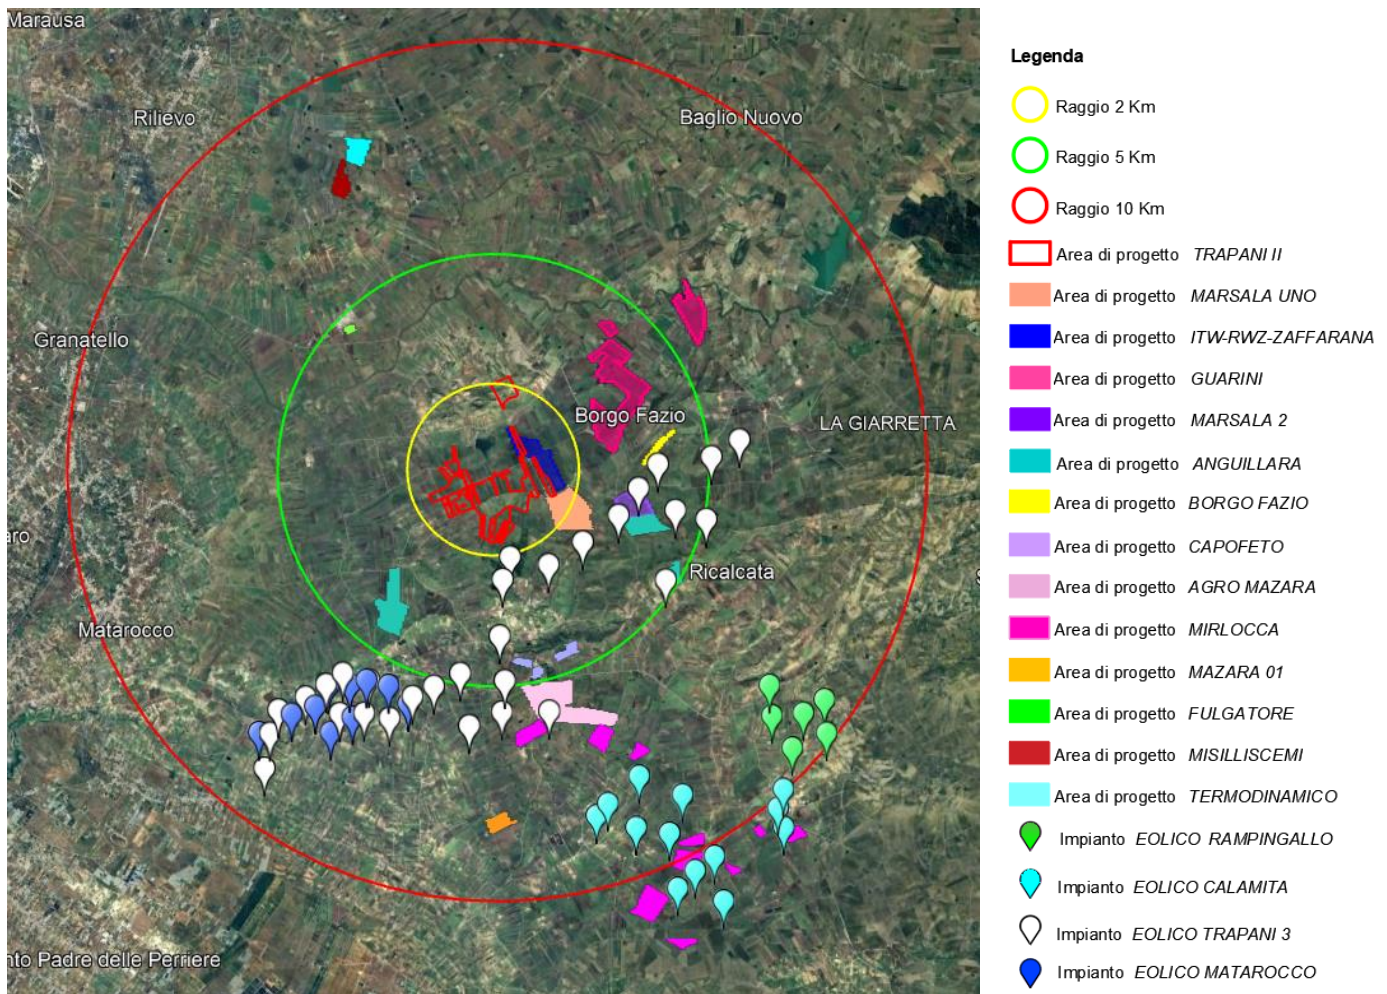 Marausa
Rilievo
Baglio Nuovo
Granatello
Borgo Fazio
LA GIARRETTA
aro
Ricalcata
Matarocco
nto Padre delle Perriere
Legenda
Raggio 2 Km
Raggio 5 Km
Raggio 10 Km
Area di progetto TRAPANI II
Area di progetto MARSALA UNO
Area di progetto ITW-RWZ-ZAFFARANA
Area di progetto GUARINI
Area di progetto MARSALA 2
Area di progetto ANGUILLARA
Area di progetto BORGO FAZIO
Area di progetto CAPOFETO
Area di progetto AGRO MAZARA
Area di progetto MIRLOCCA
Area di progetto MAZARA 01
Area di progetto FULGATORE
Area di progetto MISILLISCEMI
Area di progetto TERMODINAMICO
Impianto EOLICO RAMPINGALLO
Impianto EOLICO CALAMITA
Impianto EOLICO TRAPANI 3
Impianto EOLICO MATAROCCO